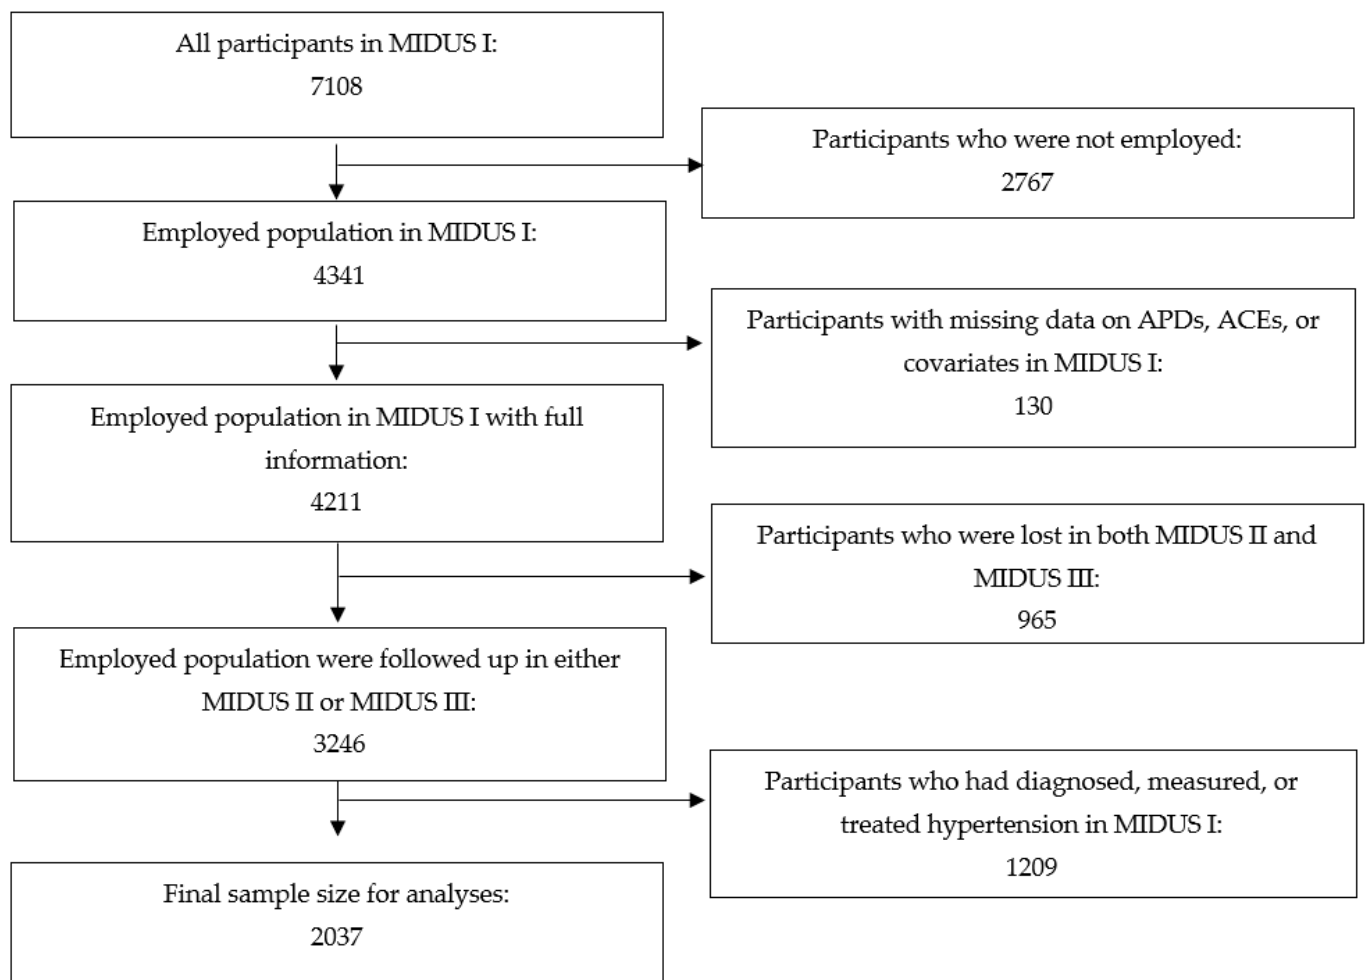 All participants in MIDUS I:
7108
Participants who were not employed:
2767
Employed population in MIDUS I:
4341
Participants with missing data on APDs, ACEs, or
covariates in MIDUS I:
130
Employed population in MIDUS I with full
information:
4211
Participants who were lost in both MIDUS II and
MIDUS III:
965
Employed population were followed up in either
MIDUS II or MIDUS III:
3246
Participants who had diagnosed, measured, or
treated hypertension in MIDUS I:
1209
Final sample size for analyses:
2037